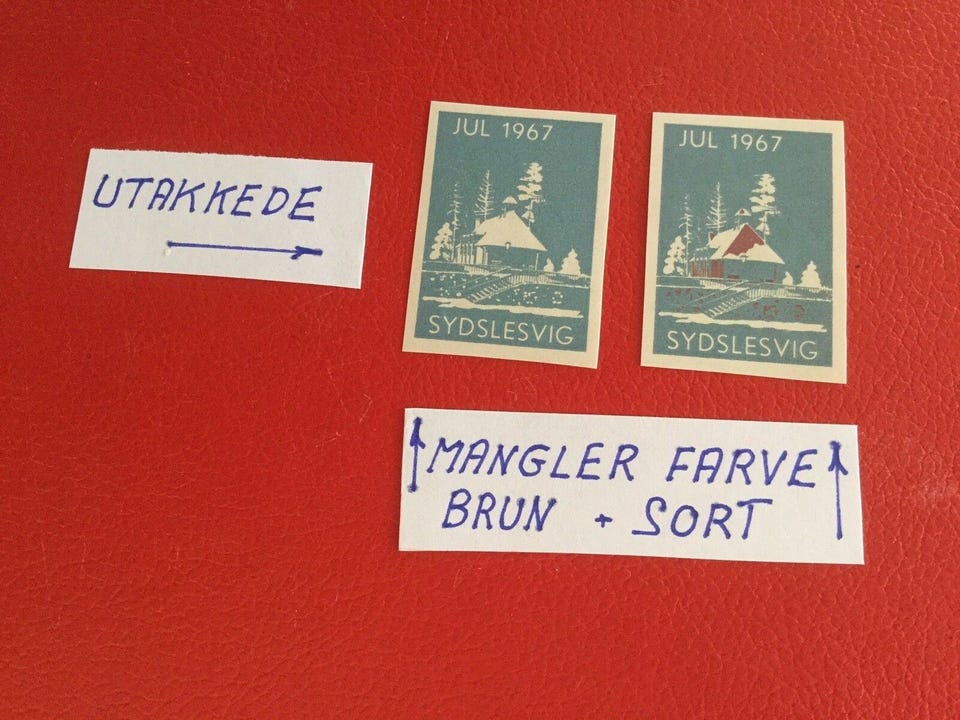 UTAKKEDE
JUL 1967
SYDSLESVIG
JUL 1967
SYDSLESVIG
MANGLER FARVE
BRUN + SORT